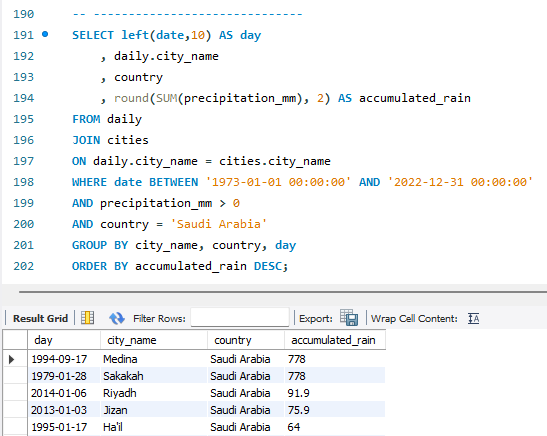 190 -- ------------------------------
191 SELECT left(date,10) AS day
192 , daily.city_name
193 , country
194 , round(SUM(precipitation_mm), 2) AS accumulated_rain
195 FROM daily
196 JOIN cities
197 ON daily.city_name = cities.city_name
198 WHERE date BETWEEN '1973-01-01 00:00:00' AND '2022-12-31 00:00:00'
199 AND precipitation_mm > 0
200 AND country = 'Saudi Arabia'
201 GROUP BY city_name, country, day
202 ORDER BY accumulated_rain DESC;
Result Grid Filter Rows: Export: Wrap Cell Content:
day city_name country accumulated_rain
1994-09-17 Medina Saudi Arabia 778
1979-01-28 Sakakah Saudi Arabia 778
2014-01-06 Riyadh Saudi Arabia 91.9
2013-01-03 Jizan Saudi Arabia 75.9
1995-01-17 Ha'il Saudi Arabia 64